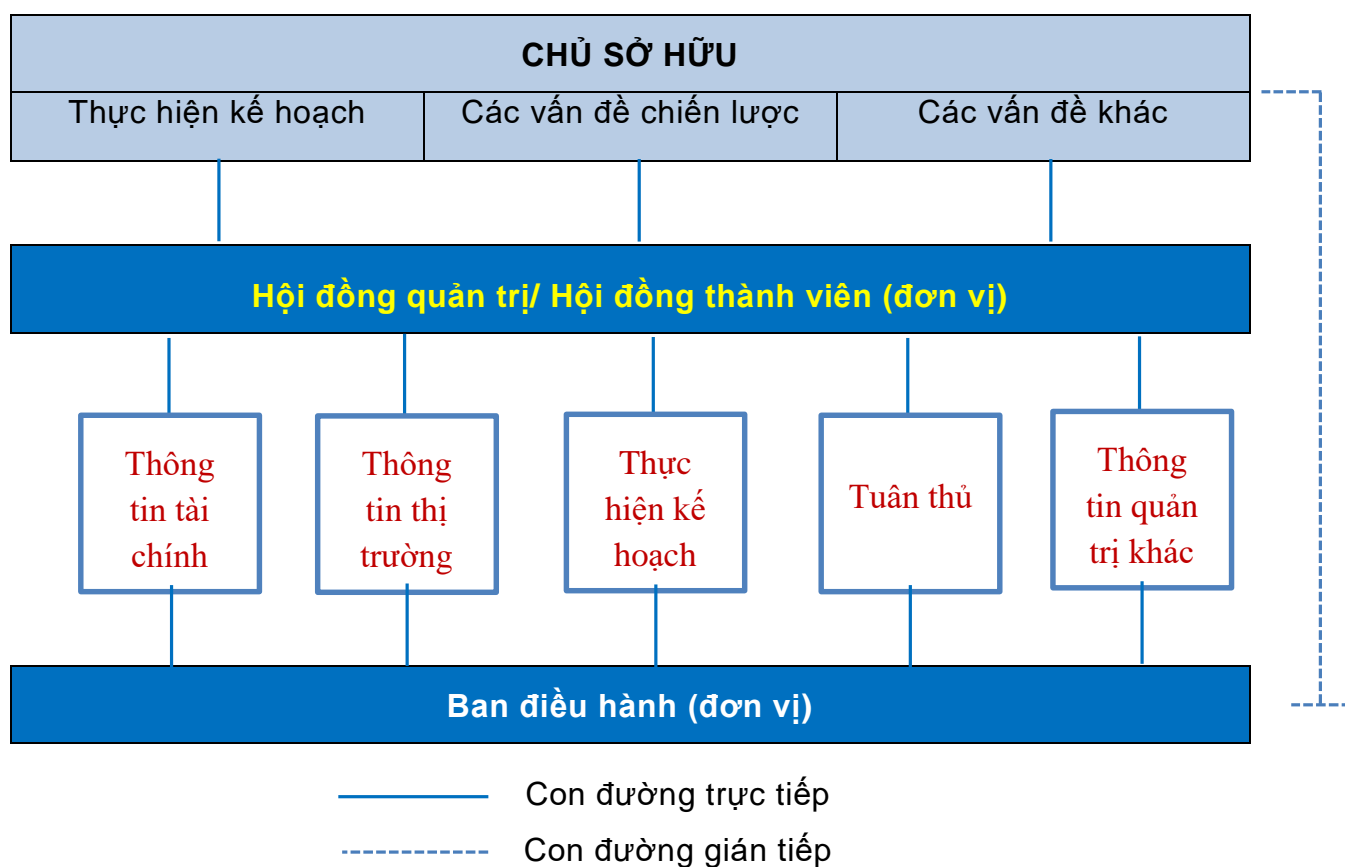 CHỦ SỞ HỮU
Thực hiện kế hoạch
Các vấn đề chiến lược
Các vấn đề khác
Hội đồng quản trị/ Hội đồng thành viên (đơn vị)
Thông
tin tài
chính
Thông
tin thị
trường
Thực
hiện kế
hoạch
Tuân thủ
Thông
tin quản
trị khác
Ban điều hành (đơn vị)
Con đường trực tiếp
Con đường gián tiếp